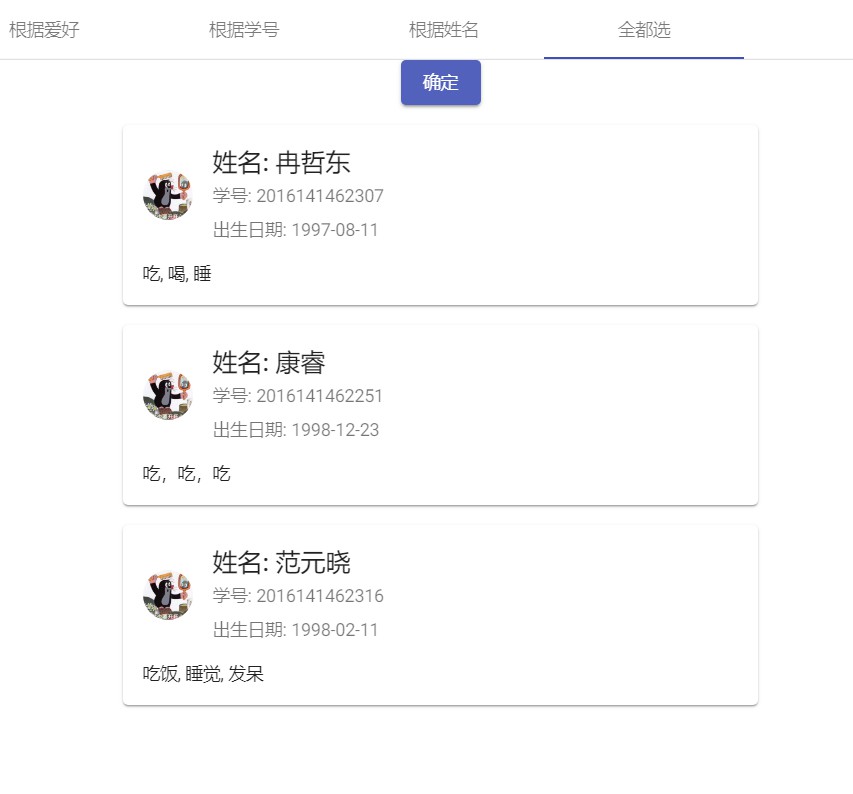 根据爱好 根据学号 根据姓名 全都选
确定
姓名: 冉哲东
学号: 2016141462307
出生日期: 1997-08-11
吃, 喝, 睡
姓名: 康睿
学号: 2016141462251
出生日期: 1998-12-23
吃，吃，吃
姓名: 范元晓
学号: 2016141462316
出生日期: 1998-02-11
吃饭, 睡觉, 发呆